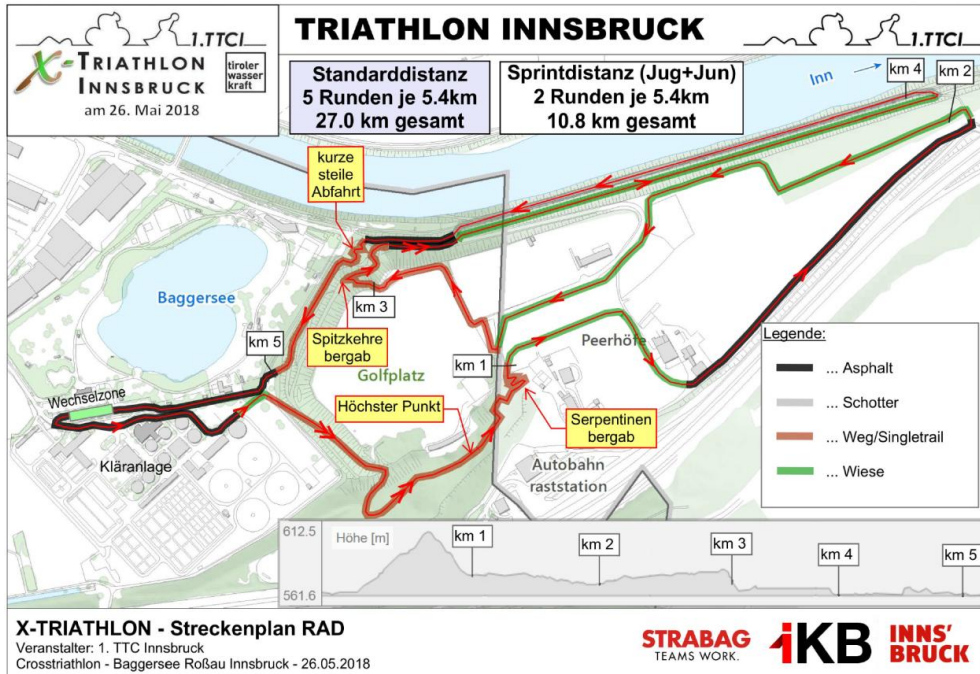 1.TTCI
X-TRIATHLON
INNSBRUCK
am 26. Mai 2018
tiroler
wasser
kraft
TRIATHLON INNSBRUCK
1.TTCI
Standarddistanz
5 Runden je 5.4km
27.0 km gesamt
Sprintdistanz (Jug+Jun)
2 Runden je 5.4km
10.8 km gesamt
Inn
km 4
km 2
kurze
steile
Abfahrt
Baggersee
km 3
Spitzkehre
bergab
km 5
Golfplatz
km 1
Peerhöfe
Wechselzone
Höchster Punkt
Serpentinen
bergab
Kläranlage
Autobahn
raststation
Legende:
... Asphalt
... Schotter
... Weg/Singletrail
... Wiese
612.5
Höhe [m]
561.6
km 1
km 2
km 3
km 4
km 5
X-TRIATHLON - Streckenplan RAD
Veranstalter: 1. TTC Innsbruck
Crosstriathlon - Baggersee Roßau Innsbruck - 26.05.2018
STRABAG
TEAMS WORK.
iKB
INNS'
BRUCK